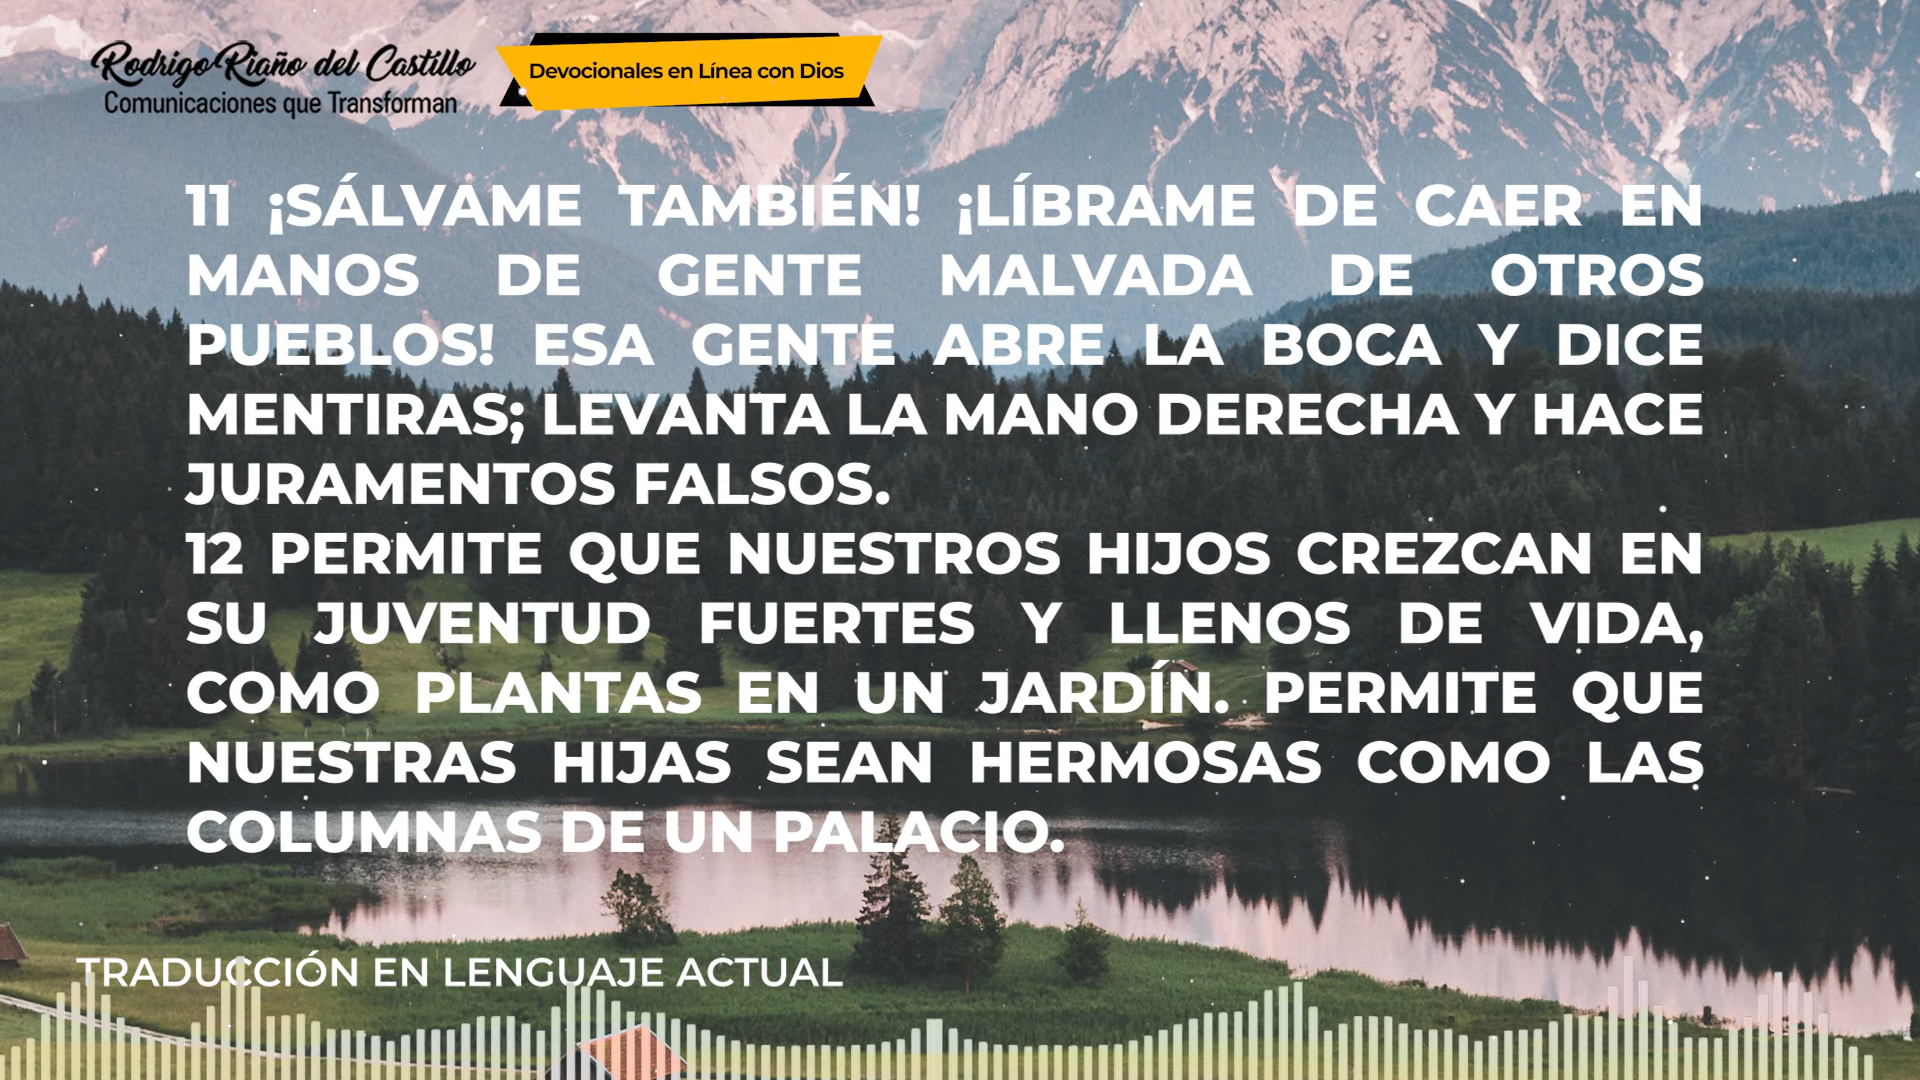 Rodrigo Riaño del Castillo
Comunicaciones que Transforman
Devocionales en Línea con Dios
11 ¡SÁLVAME TAMBIÉN! ¡LÍBRAME DE CAER EN
MANOS DE GENTE MALVADA DE OTROS
PUEBLOS! ESA GENTE ABRE LA BOCA Y DICE
MENTIRAS; LEVANTA LA MANO DERECHA Y HACE
JURAMENTOS FALSOS.
12 PERMITE QUE NUESTROS HIJOS CREZCAN EN
SU JUVENTUD FUERTES Y LLENOS DE VIDA,
COMO PLANTAS EN UN JARDÍN. PERMITE QUE
NUESTRAS HIJAS SEAN HERMOSAS COMO LAS
COLUMNAS DE UN PALACIO.
TRADUCCIÓN EN LENGUAJE ACTUAL